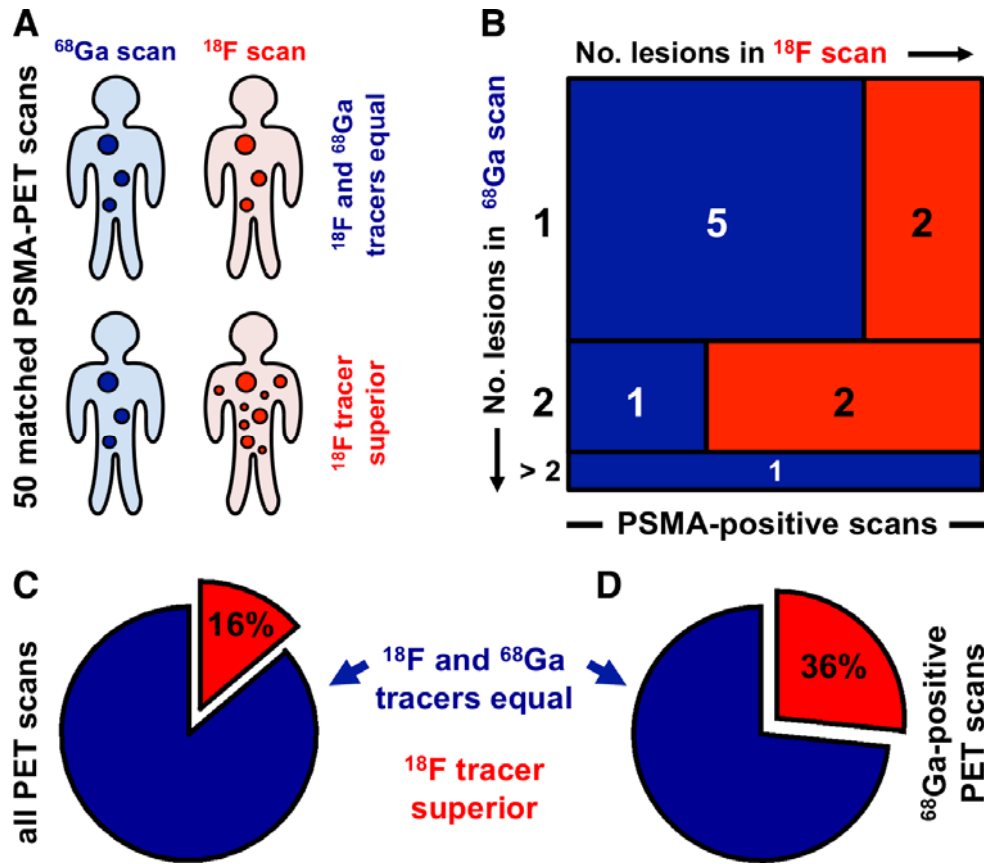 A
50 matched PSMA-PET scans
⁶⁸Ga scan
¹⁸F scan
¹⁸F and ⁶⁸Ga
tracers equal
¹⁸F tracer
superior
B
No. lesions in ¹⁸F scan
No. lesions in ⁶⁸Ga scan
1
5
2
2
1
2
> 2
1
PSMA-positive scans
C
all PET scans
16%
¹⁸F and ⁶⁸Ga
tracers equal
¹⁸F tracer
superior
D
36%
⁶⁸Ga-positive
PET scans